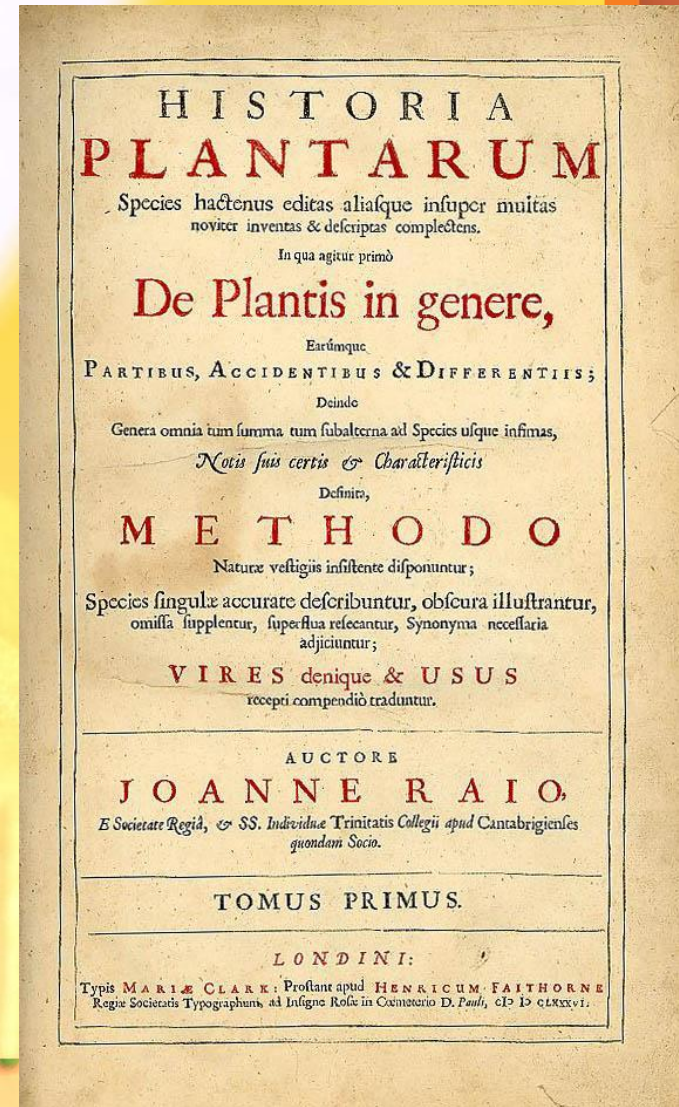 HISTORIA
PLANTARUM
Species hactenus editas aliaſque inſuper multas
noviter inventas & deſcriptas complectens.
In qua agitur primò
De Plantis in genere,
Earúmque
PARTIBUS, ACCIDENTIBUS & DIFFERENTIIS;
Deinde
Genera omnia tum ſumma tum ſubalterna ad Species uſque infimas,
Notis ſuis certis & Characteriſticis
Definita,
METHODO
Naturæ veſtigiis inſiſtente diſponuntur;
Species ſingulæ accurate deſcribuntur, obſcura illuſtrantur,
omiſſa ſupplentur, ſuperflua reſecantur, Synonyma neceſſaria
adjiciuntur;
VIRES denique & USUS
recepti compendiò traduntur.
AUCTORE
JOANNE RAIO,
E Societate Regiâ, & SS. Individuæ Trinitatis Collegii apud Cantabrigienſes
quondam Socio.
TOMUS PRIMUS.
LONDINI:
Typis MARIÆ CLARK: Proſtant apud HENRICUM FAITHORNE
Regiæ Societatis Typographum, ad Inſigne Roſæ in Cœmeterio D. Pauli, cIↃ IↃ CLXXXVI.